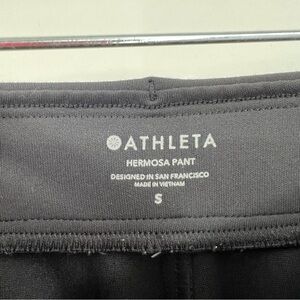 ATHLETA
HERMOSA PANT
DESIGNED IN SAN FRANCISCO
MADE IN VIETNAM
S